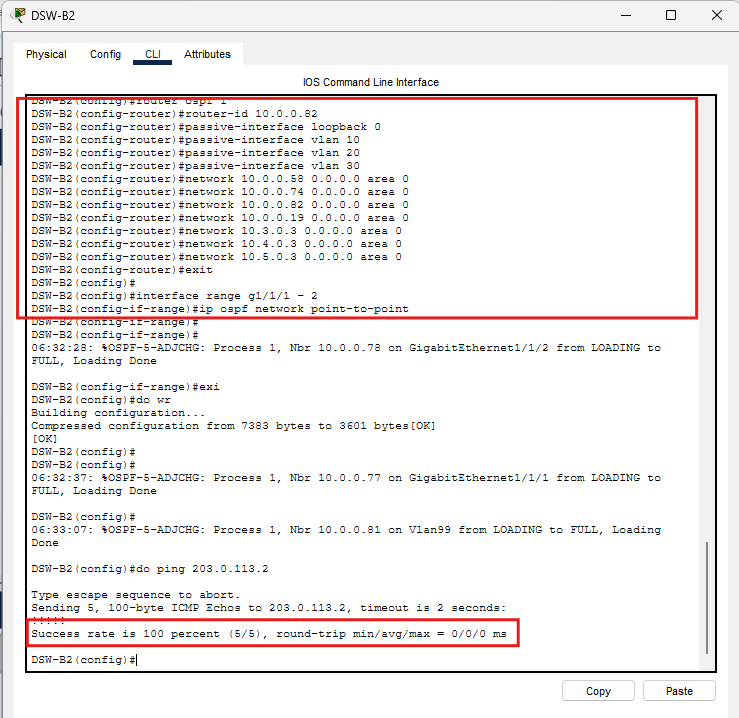 DSW-B2
Physical Config CLI Attributes
IOS Command Line Interface
DSW-B2(config)#router ospf 1
DSW-B2(config-router)#router-id 10.0.0.82
DSW-B2(config-router)#passive-interface loopback 0
DSW-B2(config-router)#passive-interface vlan 10
DSW-B2(config-router)#passive-interface vlan 20
DSW-B2(config-router)#passive-interface vlan 30
DSW-B2(config-router)#network 10.0.0.58 0.0.0.0 area 0
DSW-B2(config-router)#network 10.0.0.74 0.0.0.0 area 0
DSW-B2(config-router)#network 10.0.0.82 0.0.0.0 area 0
DSW-B2(config-router)#network 10.0.0.19 0.0.0.0 area 0
DSW-B2(config-router)#network 10.3.0.3 0.0.0.0 area 0
DSW-B2(config-router)#network 10.4.0.3 0.0.0.0 area 0
DSW-B2(config-router)#network 10.5.0.3 0.0.0.0 area 0
DSW-B2(config-router)#exit
DSW-B2(config)#
DSW-B2(config)#interface range g1/1/1 - 2
DSW-B2(config-if-range)#ip ospf network point-to-point
DSW-B2(config-if-range)#
DSW-B2(config-if-range)#
06:32:28: %OSPF-5-ADJCHG: Process 1, Nbr 10.0.0.78 on GigabitEthernet1/1/2 from LOADING to
FULL, Loading Done
DSW-B2(config-if-range)#exi
DSW-B2(config)#do wr
Building configuration...
Compressed configuration from 7383 bytes to 3601 bytes[OK]
[OK]
DSW-B2(config)#
DSW-B2(config)#
06:32:37: %OSPF-5-ADJCHG: Process 1, Nbr 10.0.0.77 on GigabitEthernet1/1/1 from LOADING to
FULL, Loading Done
DSW-B2(config)#
06:33:07: %OSPF-5-ADJCHG: Process 1, Nbr 10.0.0.81 on Vlan99 from LOADING to FULL, Loading
Done
DSW-B2(config)#do ping 203.0.113.2
Type escape sequence to abort.
Sending 5, 100-byte ICMP Echos to 203.0.113.2, timeout is 2 seconds:
!!!!!
Success rate is 100 percent (5/5), round-trip min/avg/max = 0/0/0 ms
DSW-B2(config)#
Copy Paste